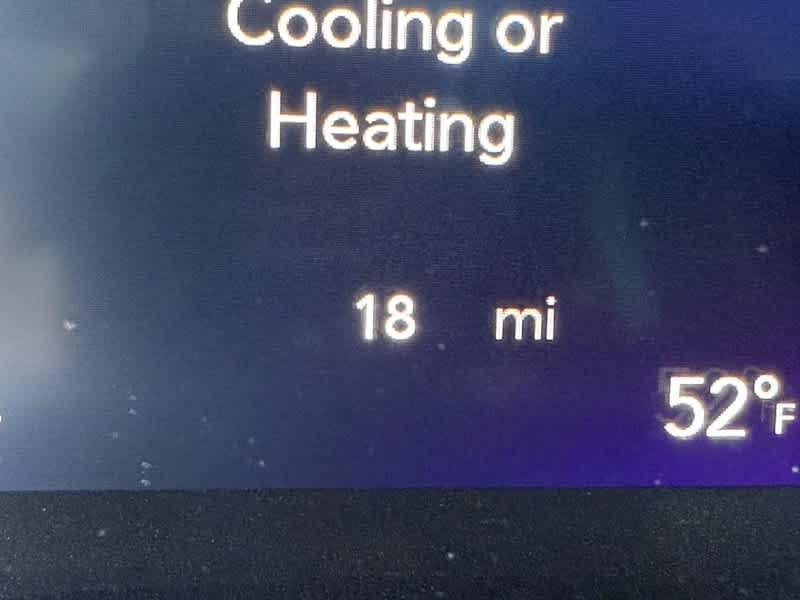 Cooling or
Heating
18 mi
52°F